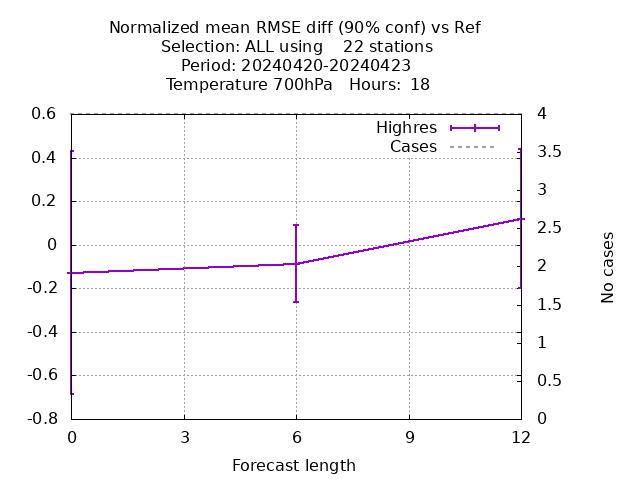 Normalized mean RMSE diff (90% conf) vs Ref
Selection: ALL using    22 stations
Period: 20240420-20240423
Temperature 700hPa   Hours:  18
Highres
Cases
0.6
0.4
0.2
0
-0.2
-0.4
-0.6
-0.8
4
3.5
3
2.5
2
1.5
1
0.5
0
No cases
0 3 6 9 12
Forecast length